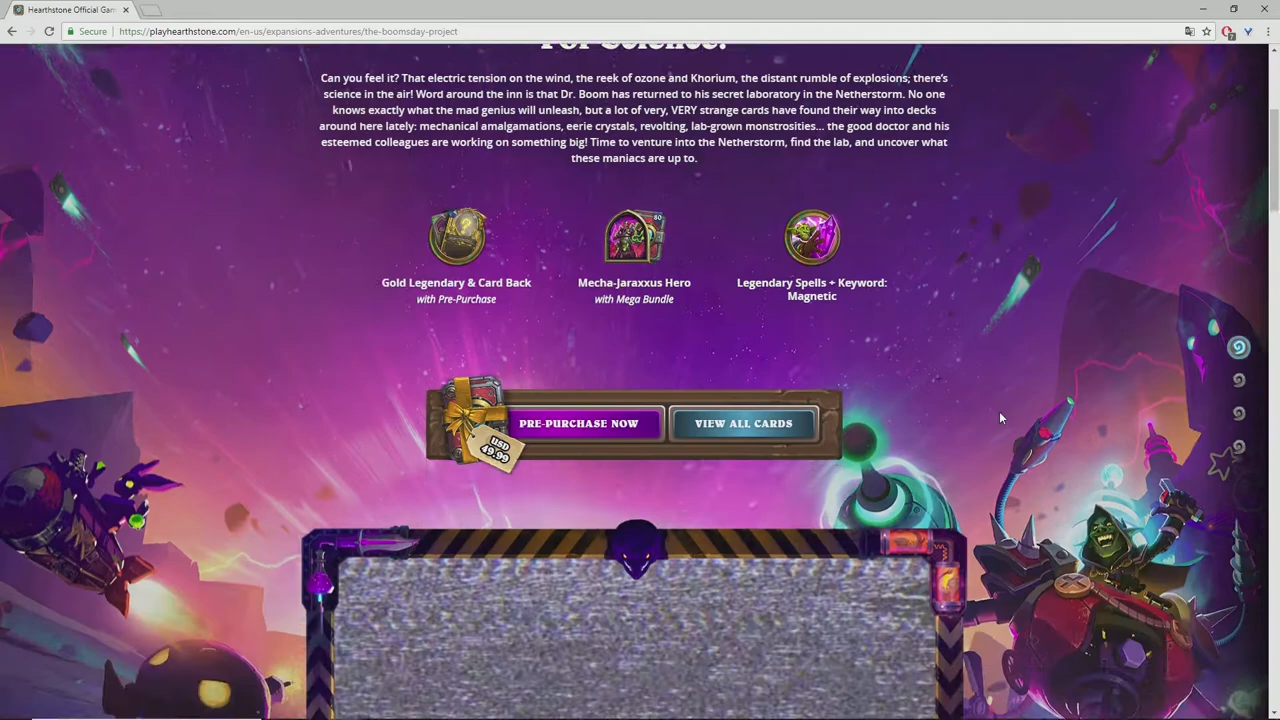 Hearthstone Official Gam
Secure
https://playhearthstone.com/en-us/expansions-adventures/the-boomsday-project
7
For Science!
Can you feel it? That electric tension on the wind, the reek of ozone and Khorium, the distant rumble of explosions; there's
science in the air! Word around the inn is that Dr. Boom has returned to his secret laboratory in the Netherstorm. No one
knows exactly what the mad genius will unleash, but a lot of very, VERY strange cards have found their way into decks
around here lately: mechanical amalgamations, eerie crystals, revolting, lab-grown monstrosities… the good doctor and his
esteemed colleagues are working on something big! Time to venture into the Netherstorm, find the lab, and uncover what
these maniacs are up to.
80
Gold Legendary & Card Back
with Pre-Purchase
Mecha-Jaraxxus Hero
with Mega Bundle
Legendary Spells + Keyword:
Magnetic
USD
49.99
PRE-PURCHASE NOW
VIEW ALL CARDS